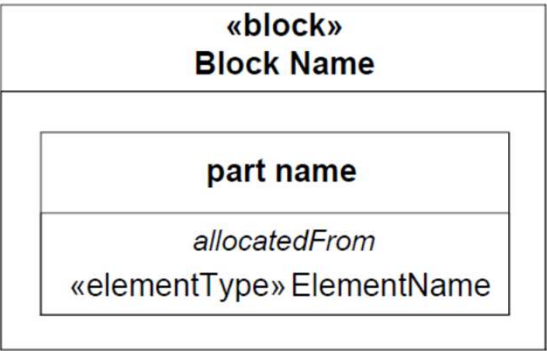 «block»
Block Name
part name
allocatedFrom
«elementType» ElementName